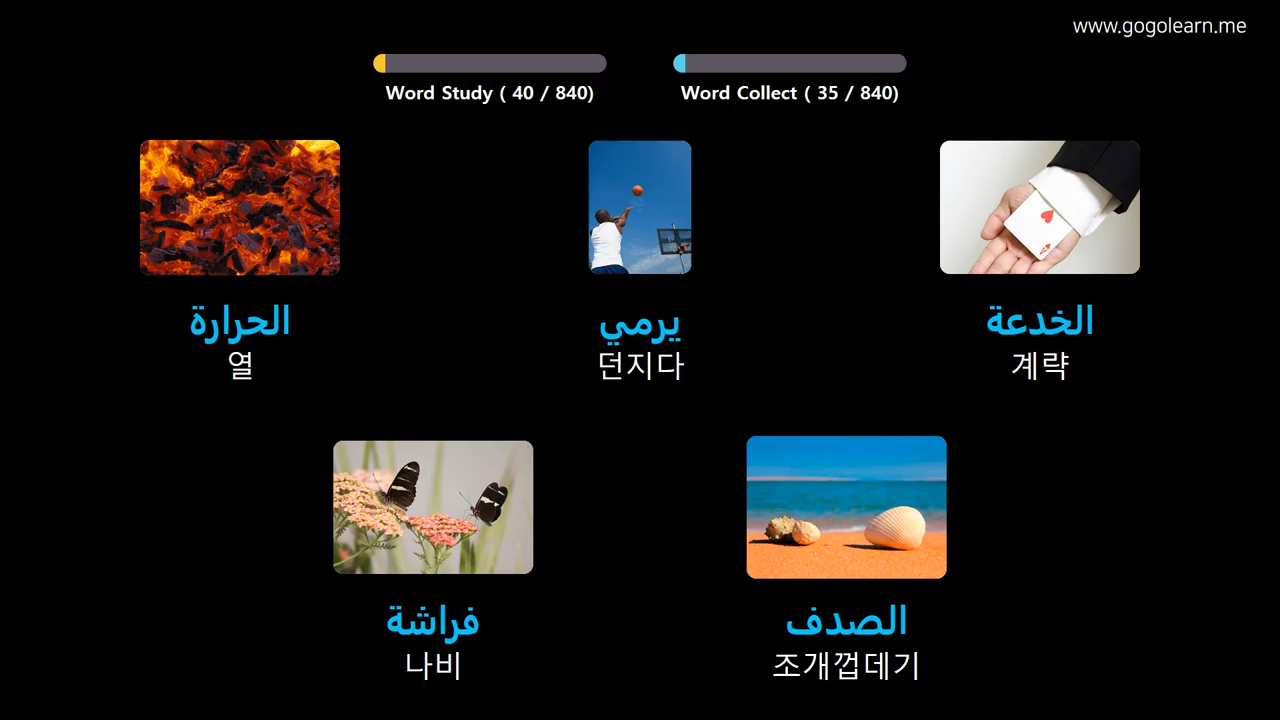 www.gogolearn.me
Word Study ( 40 / 840)
Word Collect ( 35 / 840)
الحرارة
열
يرمي
던지다
الخدعة
계략
فراشة
나비
الصدف
조개껍데기